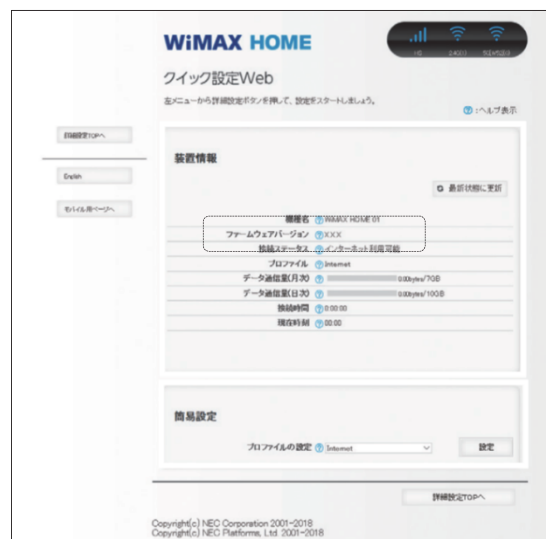 WiMAX HOME
クイック設定Web
左メニューから詳細設定ボタンを押して、設定をスタートしましょう。
?:ヘルプ表示
詳細設定TOPへ
English
モバイル用ページへ
装置情報
最新状態に更新
機種名 ? WiMAX HOME 01
ファームウェアバージョン ? XXX
接続ステータス ? インターネット利用可能
プロファイル ? Internet
データ通信量(月次) ? 0.00bytes/7GB
データ通信量(日次) ? 0.00bytes/10GB
接続時間 ? 0:00:00
現在時刻 ? 00:00
簡易設定
プロファイルの設定 ? Internet 設定
詳細設定TOPへ
Copyright(c) NEC Corporation 2001-2018
Copyright(c) NEC Platforms, Ltd. 2001-2018